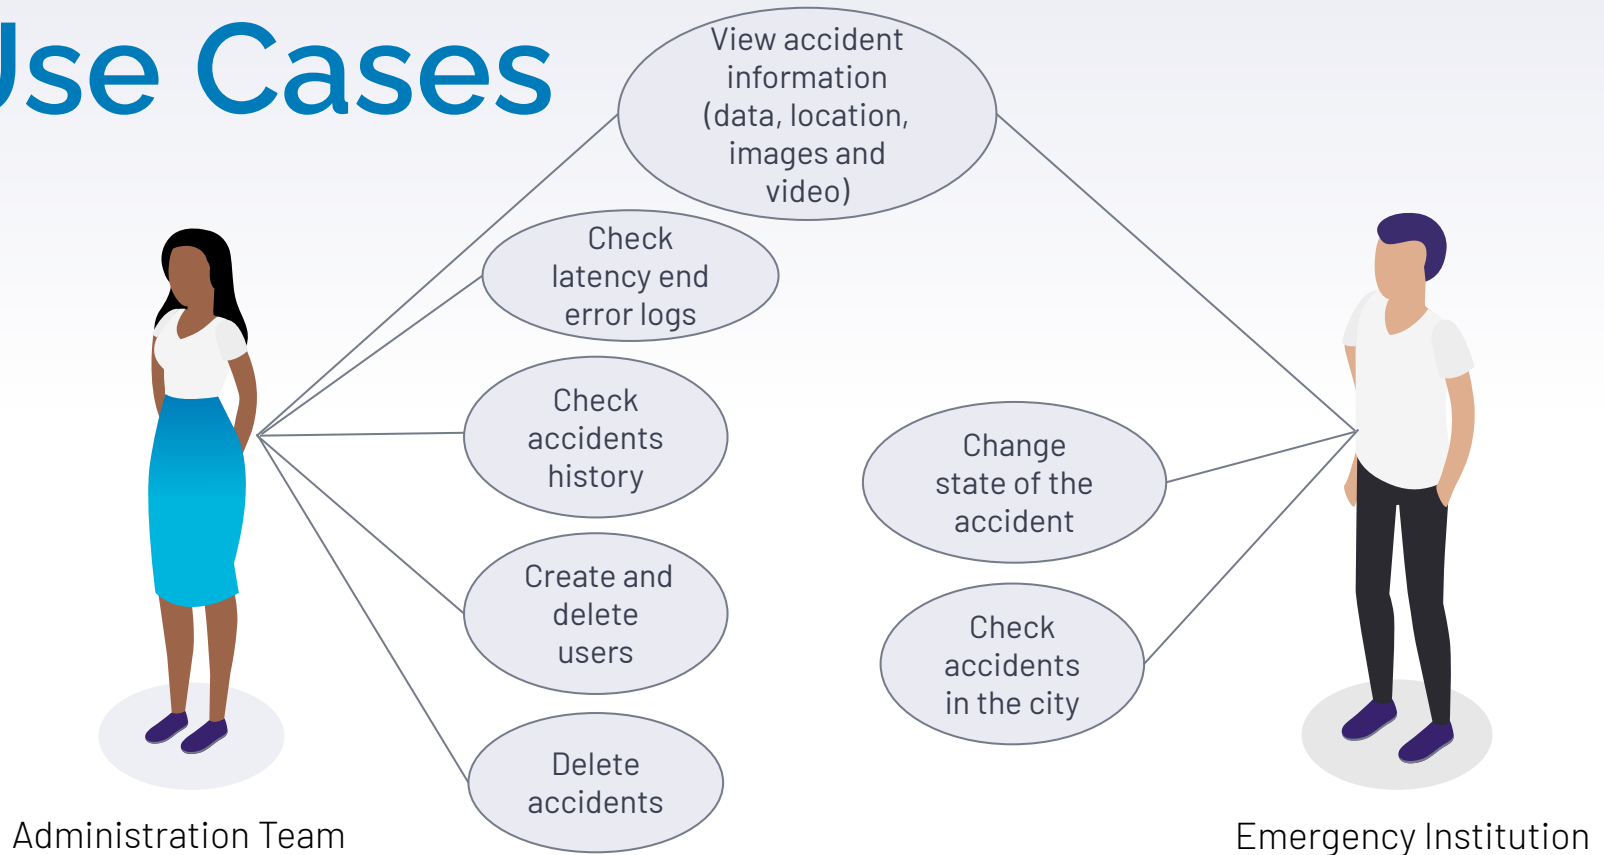 Use Cases
View accident
information
(data, location,
images and
video)
Check
latency end
error logs
Check
accidents
history
Create and
delete
users
Delete
accidents
Change
state of the
accident
Check
accidents
in the city
Administration Team
Emergency Institution